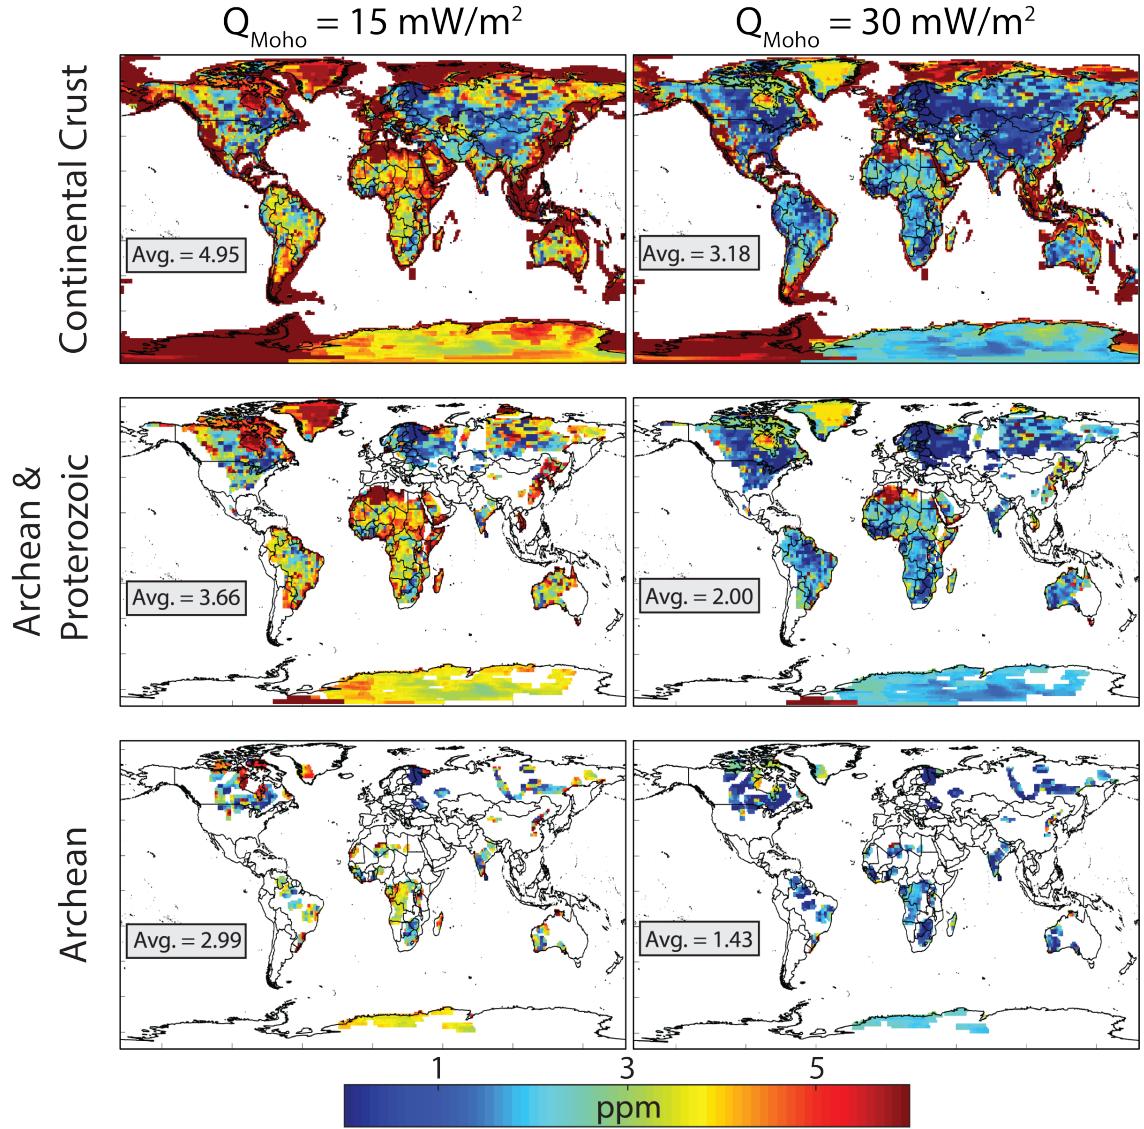 Q_Moho = 15 mW/m²
Q_Moho = 30 mW/m²
Continental Crust
Avg. = 4.95
Avg. = 3.18
Archean &
Proterozoic
Avg. = 3.66
Avg. = 2.00
Archean
Avg. = 2.99
Avg. = 1.43
1 3 5
ppm